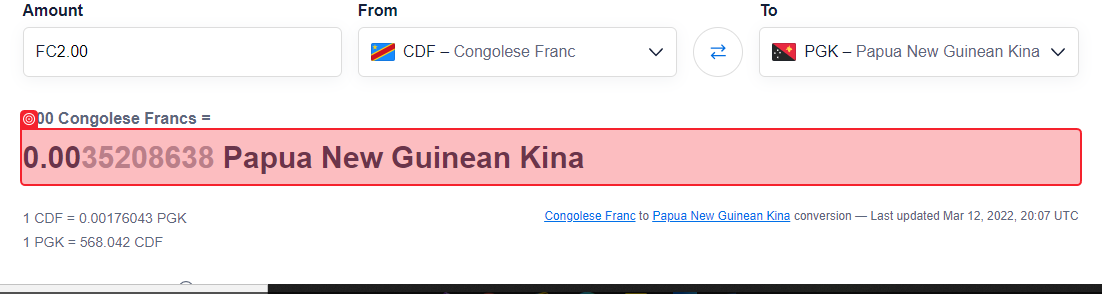 Amount
From
To
FC2.00
CDF – Congolese Franc
PGK – Papua New Guinean Kina
00 Congolese Francs =
0.0035208638 Papua New Guinean Kina
1 CDF = 0.00176043 PGK
Congolese Franc to Papua New Guinean Kina conversion — Last updated Mar 12, 2022, 20:07 UTC
1 PGK = 568.042 CDF